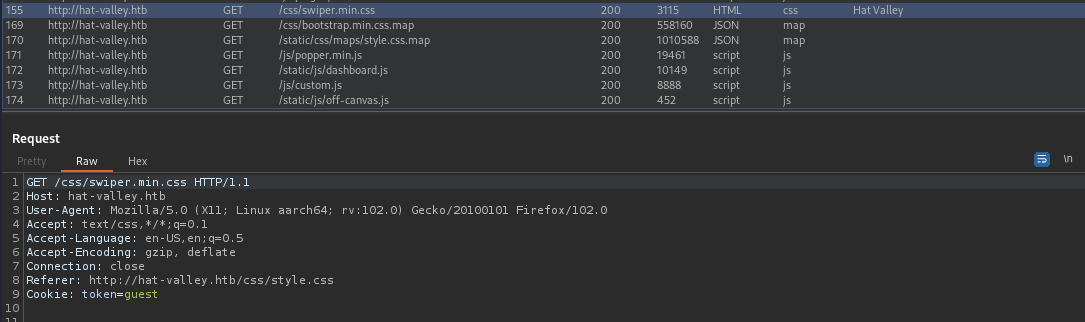 155 http://hat-valley.htb GET /css/swiper.min.css 200 3115 HTML css Hat Valley
169 http://hat-valley.htb GET /css/bootstrap.min.css.map 200 558160 JSON map
170 http://hat-valley.htb GET /static/css/maps/style.css.map 200 1010588 JSON map
171 http://hat-valley.htb GET /js/popper.min.js 200 19461 script js
172 http://hat-valley.htb GET /static/js/dashboard.js 200 10149 script js
173 http://hat-valley.htb GET /js/custom.js 200 8888 script js
174 http://hat-valley.htb GET /static/js/off-canvas.js 200 452 script js
Request
Pretty Raw Hex \n
1 GET /css/swiper.min.css HTTP/1.1
2 Host: hat-valley.htb
3 User-Agent: Mozilla/5.0 (X11; Linux aarch64; rv:102.0) Gecko/20100101 Firefox/102.0
4 Accept: text/css,*/*;q=0.1
5 Accept-Language: en-US,en;q=0.5
6 Accept-Encoding: gzip, deflate
7 Connection: close
8 Referer: http://hat-valley.htb/css/style.css
9 Cookie: token=guest
10
11